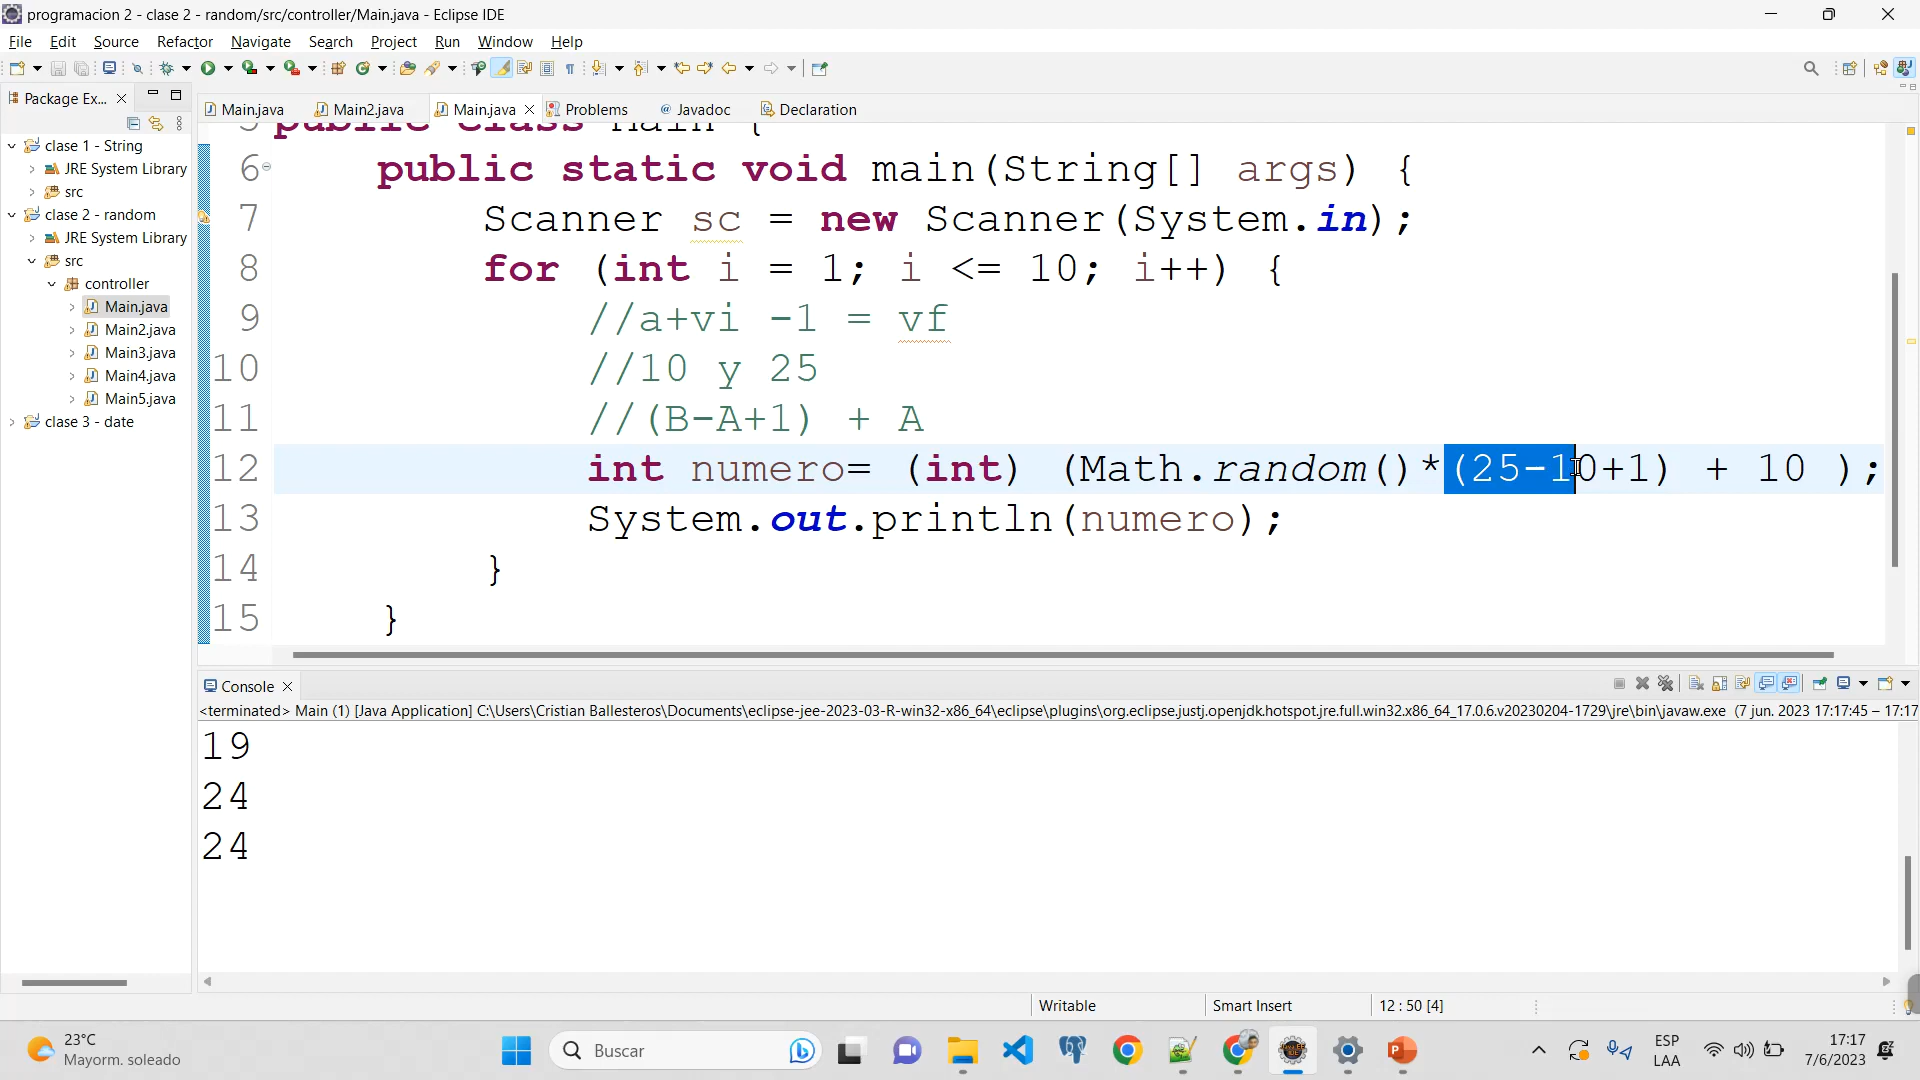 programacion 2 - clase 2 - random/src/controller/Main.java - Eclipse IDE
File Edit Source Refactor Navigate Search Project Run Window Help
Package Ex...
Main.java Main2.java Main.java Problems @ Javadoc Declaration
clase 1 - String
JRE System Library
src
clase 2 - random
JRE System Library
src
controller
Main.java
Main2.java
Main3.java
Main4.java
Main5.java
clase 3 - date
5 public class Main {
6 public static void main(String[] args) {
7 Scanner sc = new Scanner(System.in);
8 for (int i = 1; i <= 10; i++) {
9 //a+vi -1 = vf
10 //10 y 25
11 //(B-A+1) + A
12 int numero= (int) (Math.random()*(25-10+1) + 10 );
13 System.out.println(numero);
14 }
15 }
Console
<terminated> Main (1) [Java Application] C:\Users\Cristian Ballesteros\Documents\eclipse-jee-2023-03-R-win32-x86_64\eclipse\plugins\org.eclipse.justj.openjdk.hotspot.jre.full.win32.x86_64_17.0.6.v20230204-1729\jre\bin\javaw.exe (7 jun. 2023 17:17:45 – 17:17
19
24
24
Writable Smart Insert 12 : 50 [4]
23°C
Mayorm. soleado
Buscar
ESP
LAA
17:17
7/6/2023